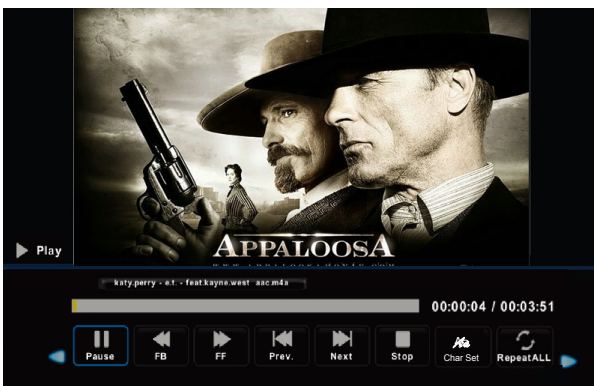 APPALOOSA
Play
katy.perry - e.t. - feat.kayne.west aac.m4a
00:00:04 / 00:03:51
Pause FB FF Prev. Next Stop Char Set RepeatALL